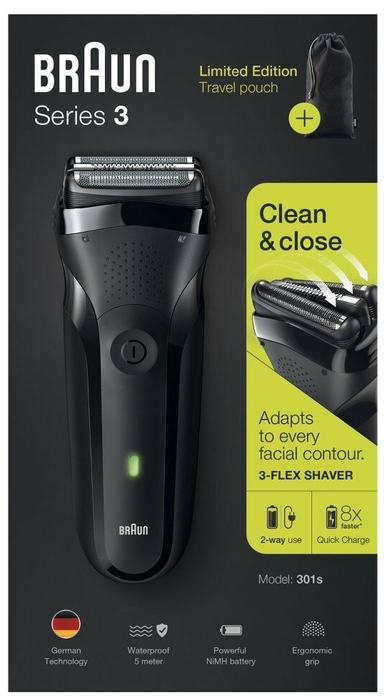 BRAUN
Series 3
Limited Edition
Travel pouch
Clean
& close
Adapts
to every
facial contour.
3-FLEX SHAVER
2-way use
8x
faster*
Quick Charge
BRAUN
Model: 301s
German
Technology
Waterproof
5 meter
Powerful
NiMH battery
Ergonomic
grip